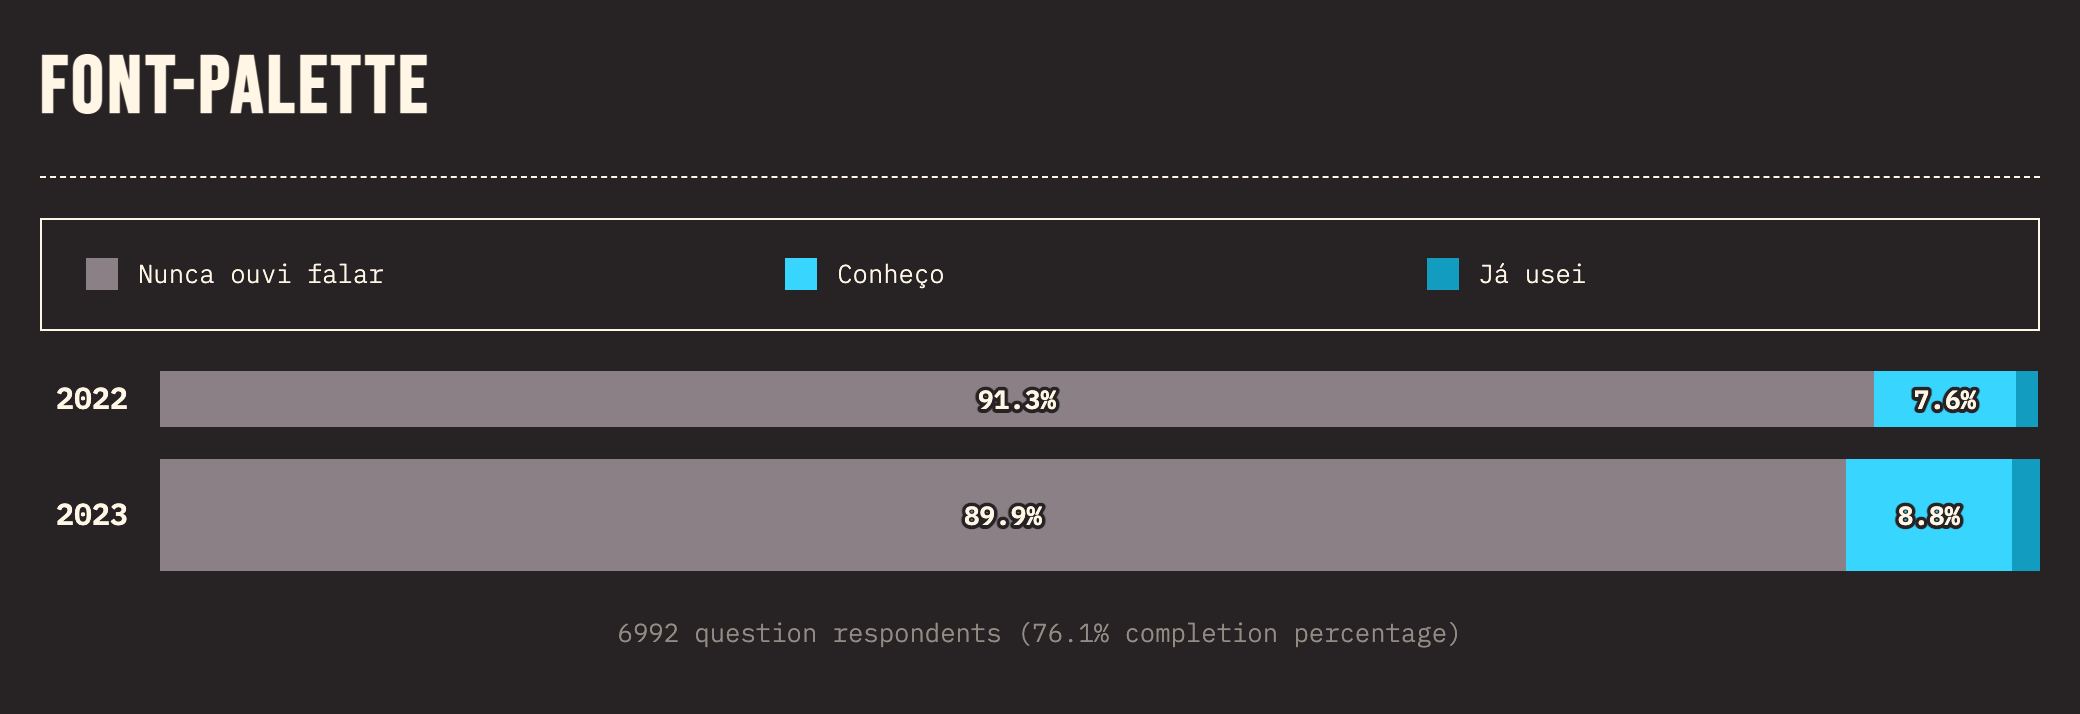 FONT-PALETTE
Nunca ouvi falar
Conheço
Já usei
2022 91.3% 7.6%
2023 89.9% 8.8%
6992 question respondents (76.1% completion percentage)